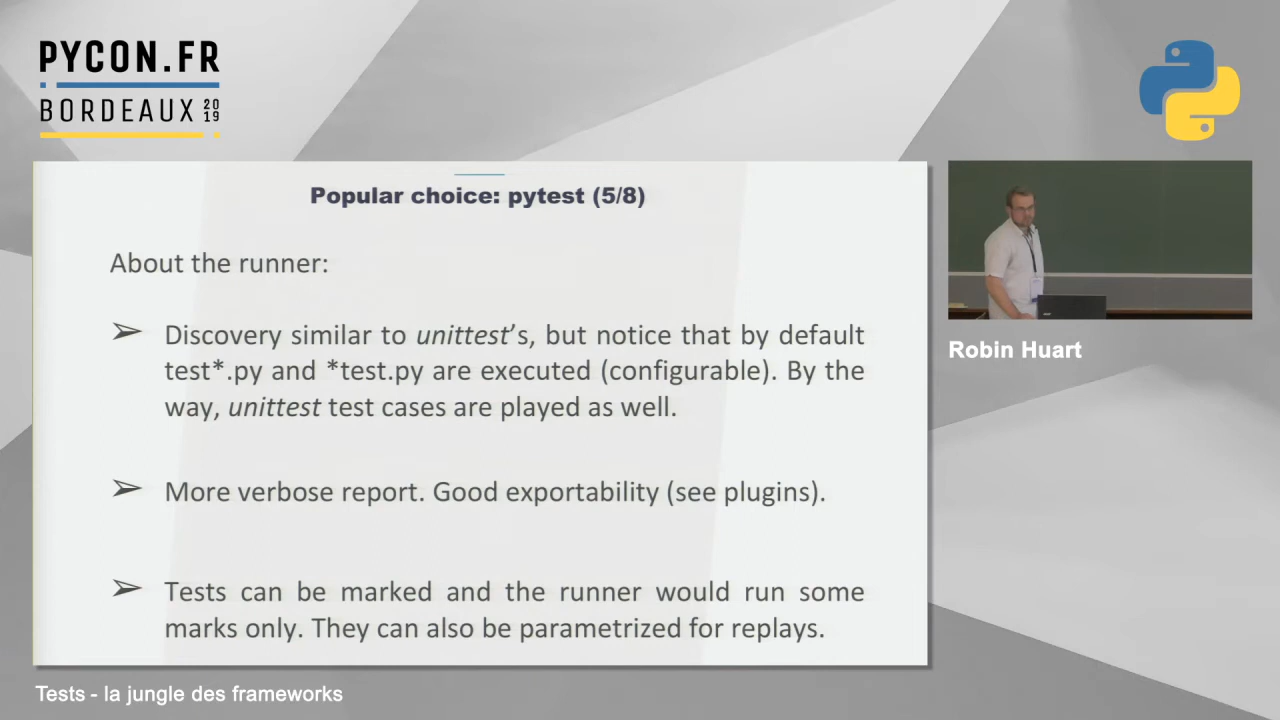 PYCON.FR
BORDEAUX 2019
Popular choice: pytest (5/8)
About the runner:
➢ Discovery similar to unittest's, but notice that by default
test*.py and *test.py are executed (configurable). By the
way, unittest test cases are played as well.
➢ More verbose report. Good exportability (see plugins).
➢ Tests can be marked and the runner would run some
marks only. They can also be parametrized for replays.
Robin Huart
Tests - la jungle des frameworks